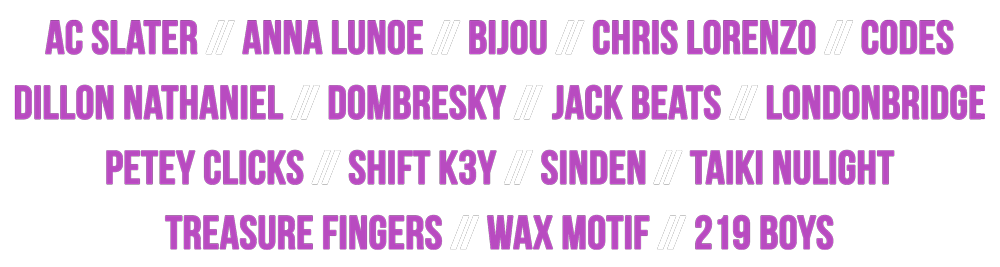 AC SLATER // ANNA LUNOE // BIJOU // CHRIS LORENZO // CODES
DILLON NATHANIEL // DOMBRESKY // JACK BEATS // LONDONBRIDGE
PETEY CLICKS // SHIFT K3Y // SINDEN // TAIKI NULIGHT
TREASURE FINGERS // WAX MOTIF // 219 BOYS